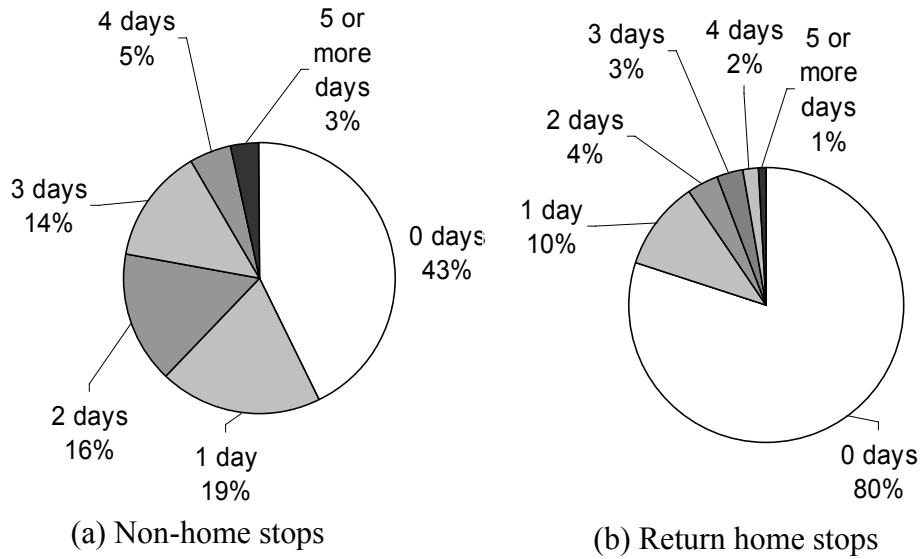 4 days
5%
5 or
more
days
3%
3 days
14%
0 days
43%
2 days
16%
1 day
19%
(a) Non-home stops
3 days
3%
4 days
2%
5 or
more
days
1%
2 days
4%
1 day
10%
0 days
80%
(b) Return home stops